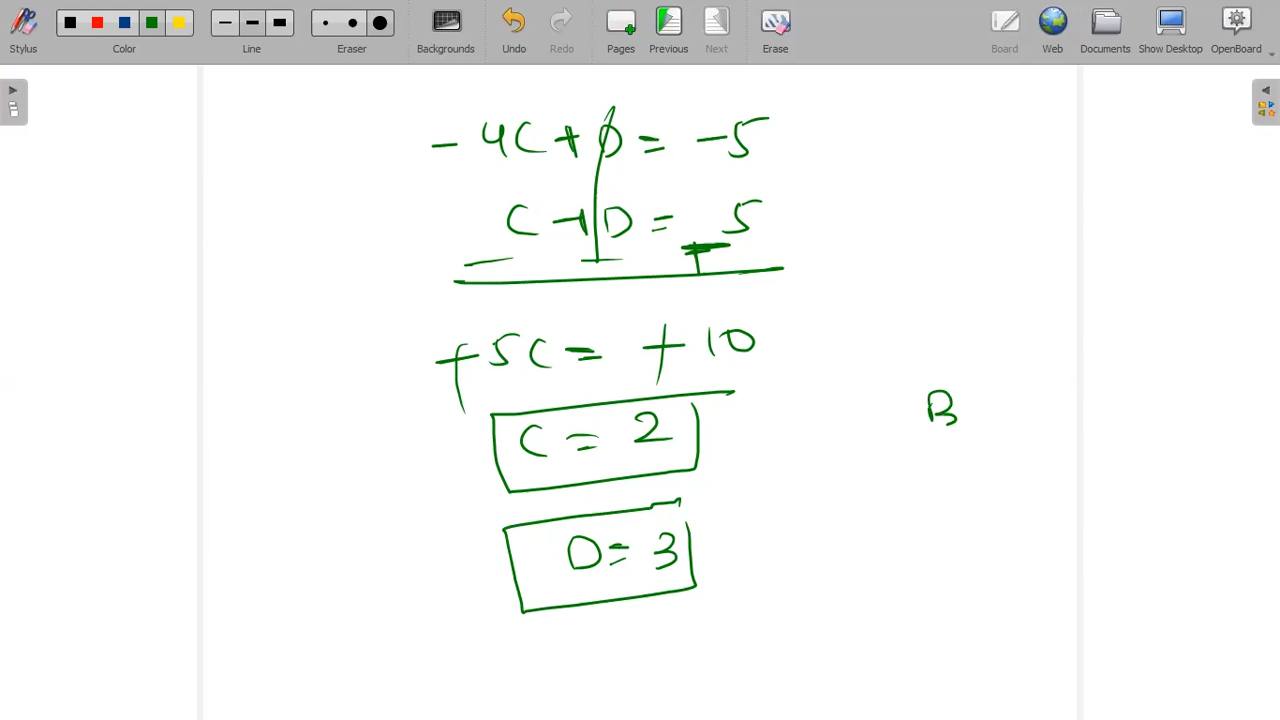 Stylus Color Line Eraser Backgrounds Undo Redo Pages Previous Next Erase Board Web Documents Show Desktop OpenBoard
- 4C + D = -5
C + D = 5
+ 5C = + 10
C = 2
B
D = 3